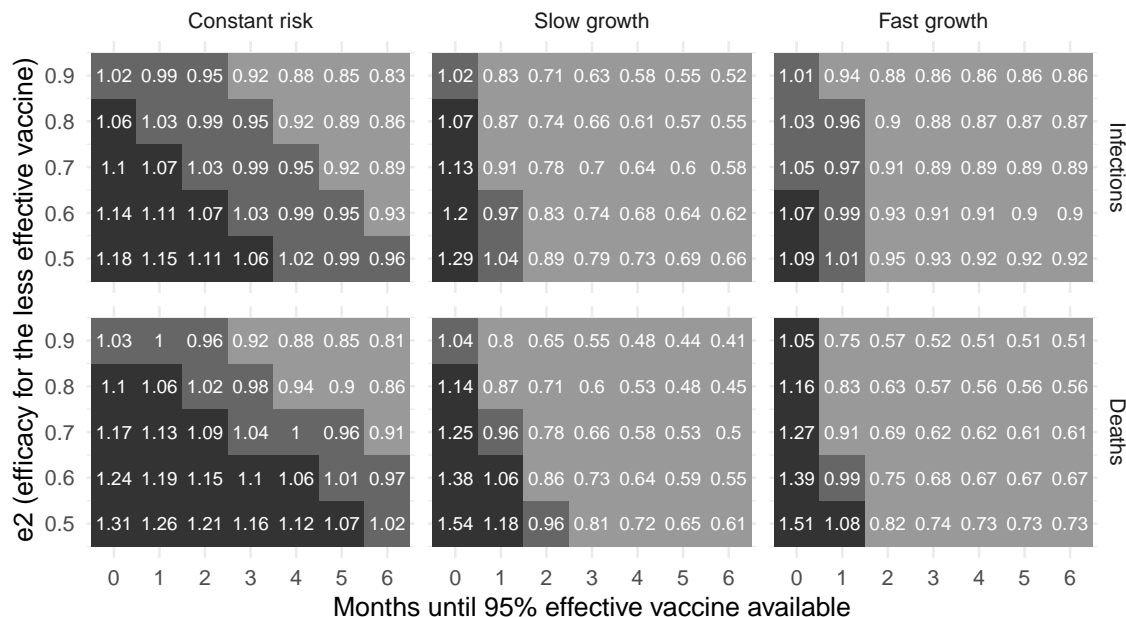 Constant risk Slow growth Fast growth
e2 (efficacy for the less effective vaccine)
0.9 1.02 0.99 0.95 0.92 0.88 0.85 0.83 1.02 0.83 0.71 0.63 0.58 0.55 0.52 1.01 0.94 0.88 0.86 0.86 0.86 0.86
0.8 1.06 1.03 0.99 0.95 0.92 0.89 0.86 1.07 0.87 0.74 0.66 0.61 0.57 0.55 1.03 0.96 0.9 0.88 0.87 0.87 0.87
0.7 1.1 1.07 1.03 0.99 0.95 0.92 0.89 1.13 0.91 0.78 0.7 0.64 0.6 0.58 1.05 0.97 0.91 0.89 0.89 0.89 0.89
0.6 1.14 1.11 1.07 1.03 0.99 0.95 0.93 1.2 0.97 0.83 0.74 0.68 0.64 0.62 1.07 0.99 0.93 0.91 0.91 0.9 0.9
0.5 1.18 1.15 1.11 1.06 1.02 0.99 0.96 1.29 1.04 0.89 0.79 0.73 0.69 0.66 1.09 1.01 0.95 0.93 0.92 0.92 0.92
Infections
0.9 1.03 1 0.96 0.92 0.88 0.85 0.81 1.04 0.8 0.65 0.55 0.48 0.44 0.41 1.05 0.75 0.57 0.52 0.51 0.51 0.51
0.8 1.1 1.06 1.02 0.98 0.94 0.9 0.86 1.14 0.87 0.71 0.6 0.53 0.48 0.45 1.16 0.83 0.63 0.57 0.56 0.56 0.56
0.7 1.17 1.13 1.09 1.04 1 0.96 0.91 1.25 0.96 0.78 0.66 0.58 0.53 0.5 1.27 0.91 0.69 0.62 0.62 0.61 0.61
0.6 1.24 1.19 1.15 1.1 1.06 1.01 0.97 1.38 1.06 0.86 0.73 0.64 0.59 0.55 1.39 0.99 0.75 0.68 0.67 0.67 0.67
0.5 1.31 1.26 1.21 1.16 1.12 1.07 1.02 1.54 1.18 0.96 0.81 0.72 0.65 0.61 1.51 1.08 0.82 0.74 0.73 0.73 0.73
Deaths
0 1 2 3 4 5 6 0 1 2 3 4 5 6 0 1 2 3 4 5 6
Months until 95% effective vaccine available